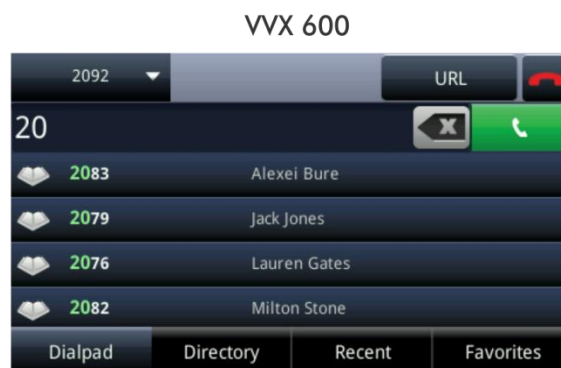 VVX 600
2092 URL
20 X
2083 Alexei Bure
2079 Jack Jones
2076 Lauren Gates
2082 Milton Stone
Dialpad Directory Recent Favorites